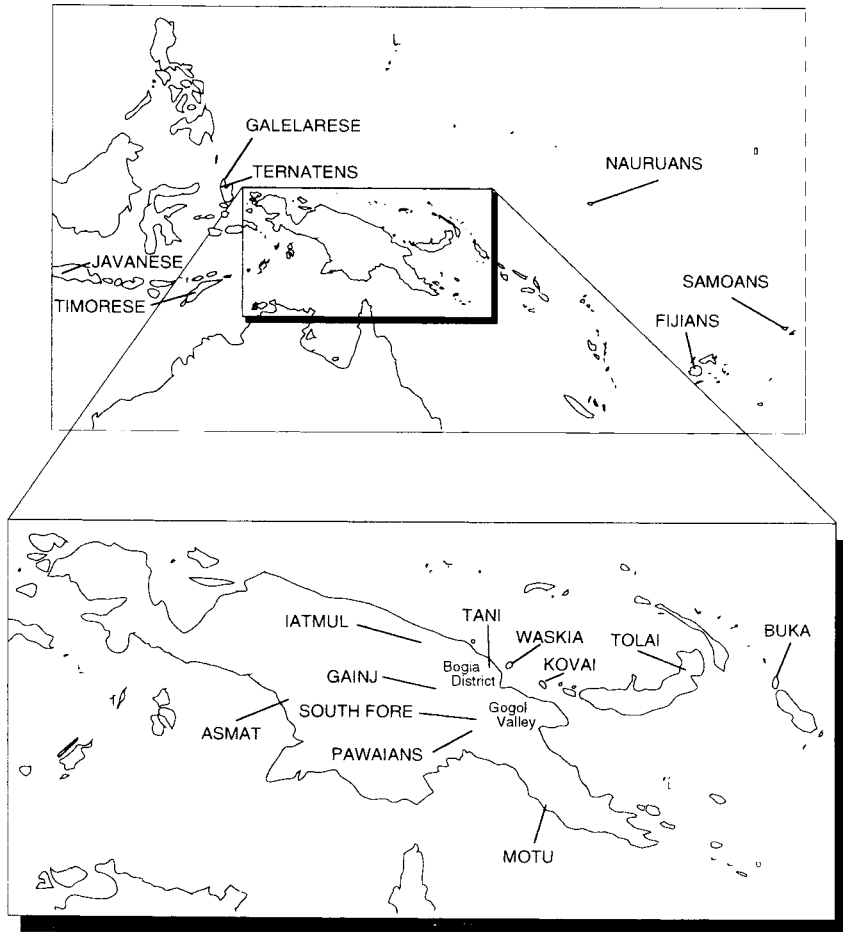 GALELARESE
TERNATENS
NAURUANS
JAVANESE
SAMOANS
TIMORESE
FIJIANS
TANI
IATMUL
WASKIA
BUKA
TOLAI
Bogia
District
KOVAI
GAINJ
SOUTH FORE
Gogol
Valley
ASMAT
PAWAIANS
MOTU